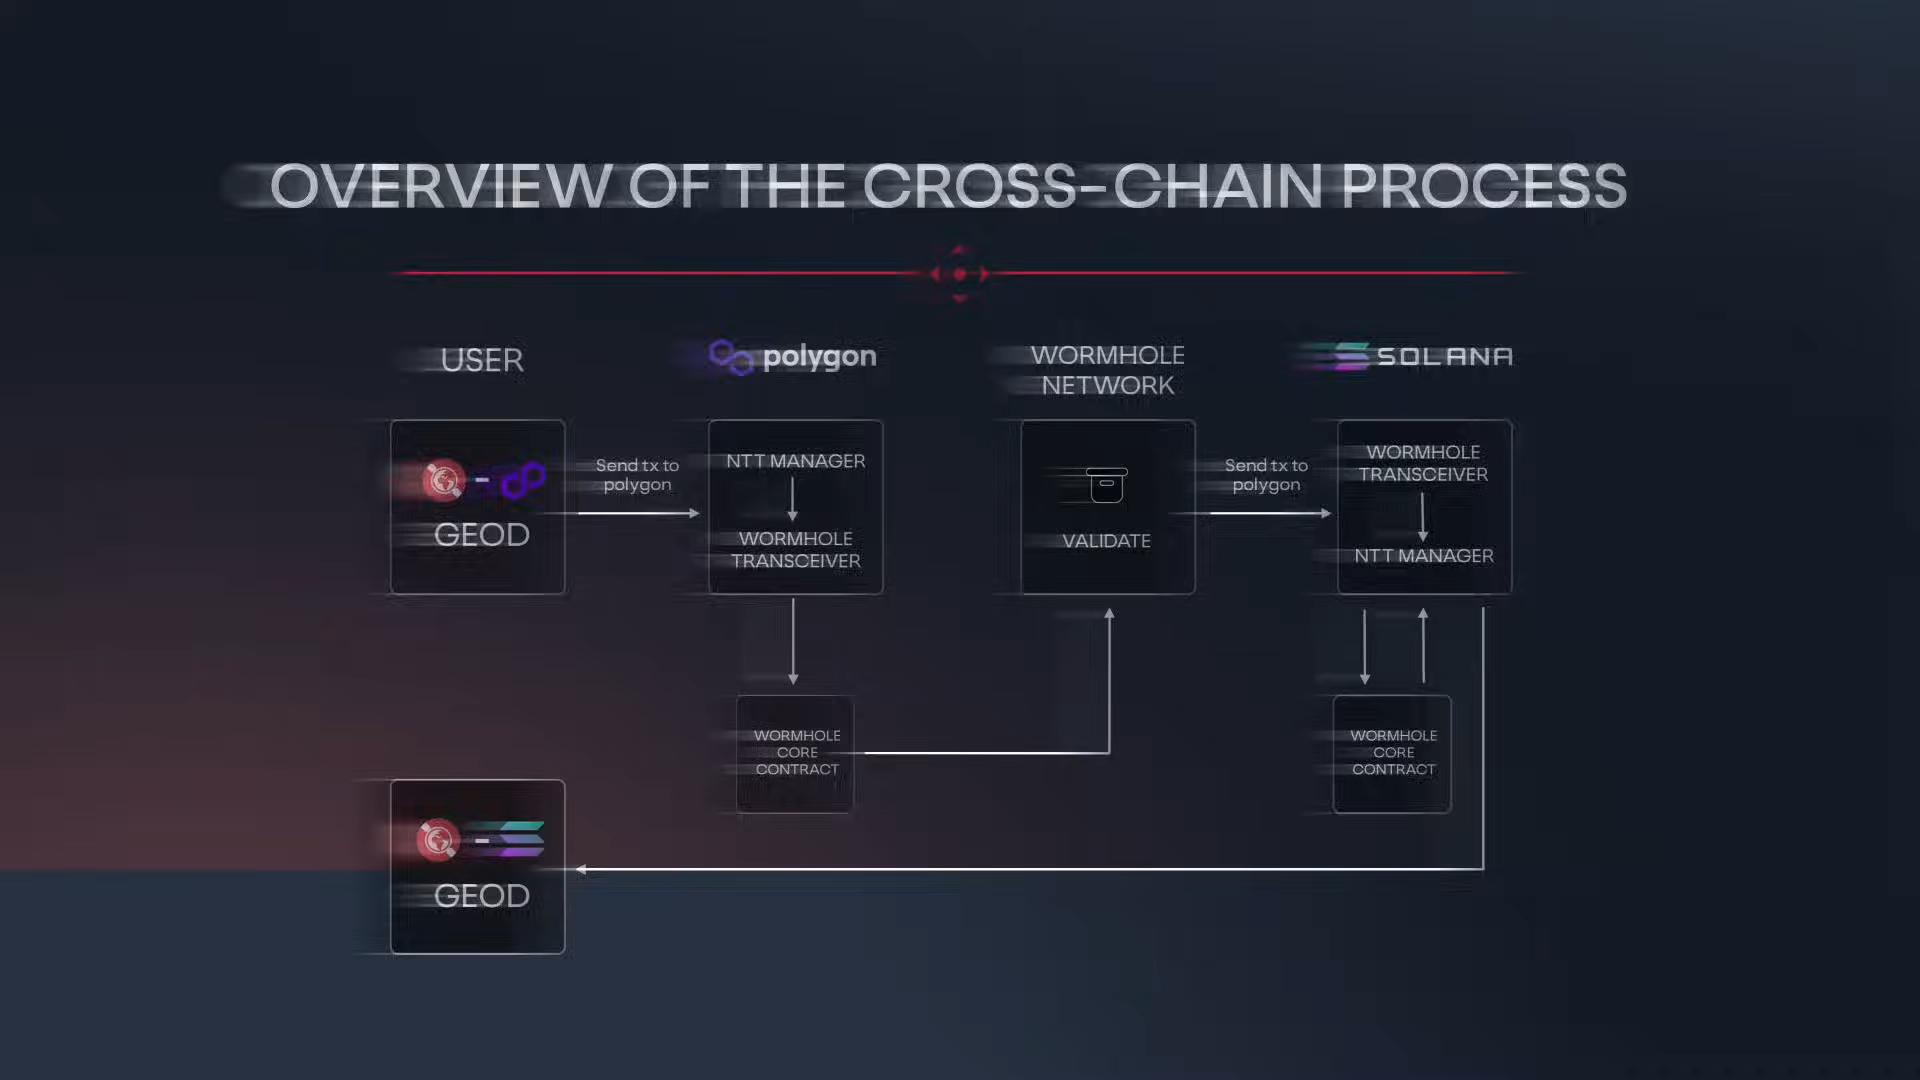 OVERVIEW OF THE CROSS-CHAIN PROCESS
USER
polygon
WORMHOLE
NETWORK
SOLANA
GEOD
Send tx to
polygon
NTT MANAGER
WORMHOLE
TRANSCEIVER
VALIDATE
Send tx to
polygon
WORMHOLE
TRANSCEIVER
NTT MANAGER
WORMHOLE
CORE
CONTRACT
WORMHOLE
CORE
CONTRACT
GEOD